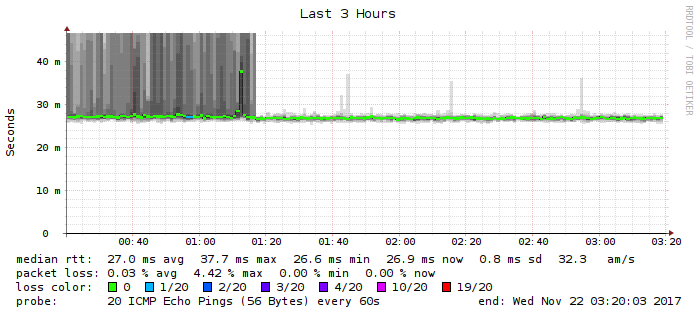 Last 3 Hours
RRDTOOL / TOBI OETIKER
Seconds
40 m
30 m
20 m
10 m
0
00:40 01:00 01:20 01:40 02:00 02:20 02:40 03:00 03:20
median rtt: 27.0 ms avg 37.7 ms max 26.6 ms min 26.9 ms now 0.8 ms sd 32.3 am/s
packet loss: 0.03 % avg 4.42 % max 0.00 % min 0.00 % now
loss color: 0 1/20 2/20 3/20 4/20 10/20 19/20
probe: 20 ICMP Echo Pings (56 Bytes) every 60s end: Wed Nov 22 03:20:03 2017